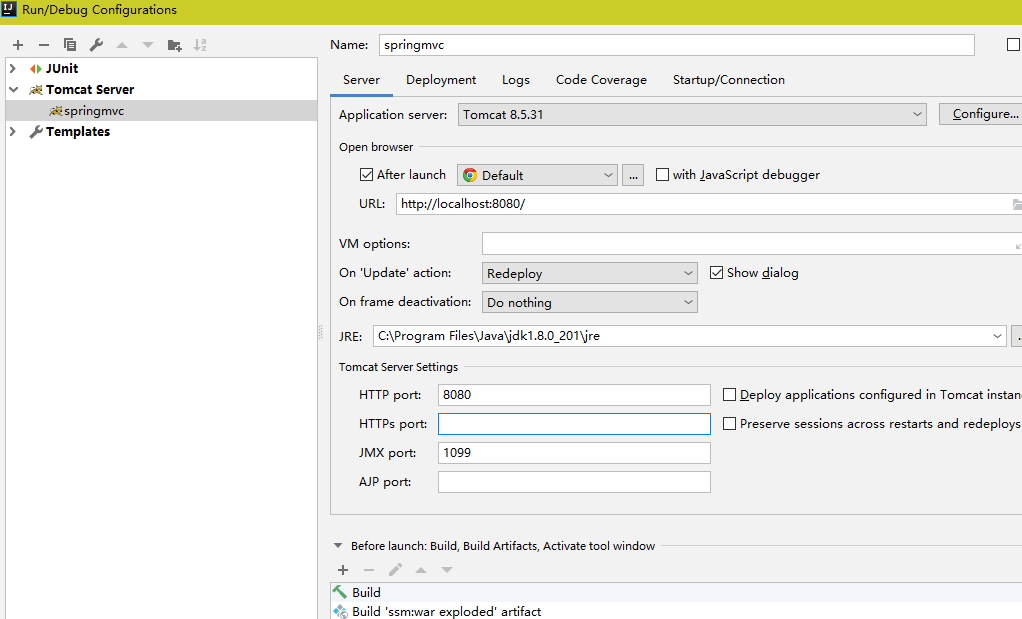 Run/Debug Configurations
Name: springmvc
JUnit
Tomcat Server
springmvc
Templates
Server Deployment Logs Code Coverage Startup/Connection
Application server: Tomcat 8.5.31 Configure...
Open browser
After launch Default ... with JavaScript debugger
URL: http://localhost:8080/
VM options:
On 'Update' action: Redeploy Show dialog
On frame deactivation: Do nothing
JRE: C:\Program Files\Java\jdk1.8.0_201\jre
Tomcat Server Settings
HTTP port: 8080 Deploy applications configured in Tomcat instan
HTTPs port: Preserve sessions across restarts and redeploys
JMX port: 1099
AJP port:
Before launch: Build, Build Artifacts, Activate tool window
Build
Build 'ssm:war exploded' artifact